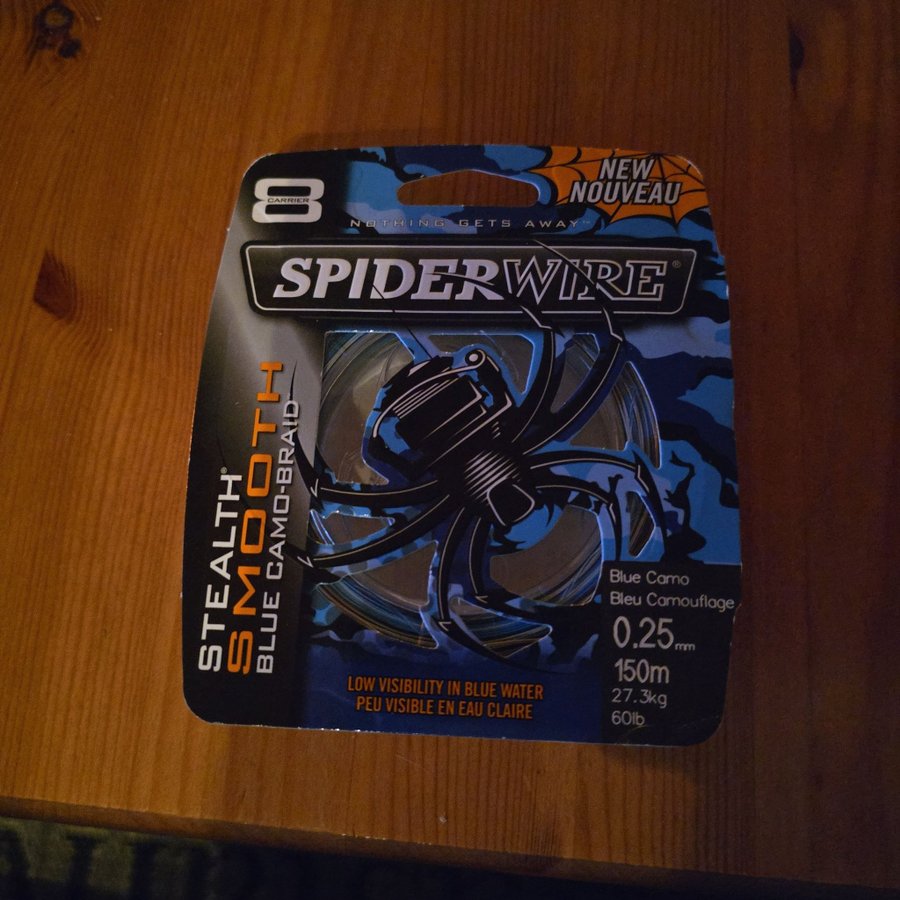 8
CARRIER
NEW
NOUVEAU
NOTHING GETS AWAY™
SPIDERWIRE®
STEALTH®
SMOOTH
BLUE CAMO-BRAID
Blue Camo
Bleu Camouflage
0.25mm
150m
27.3kg
60lb
LOW VISIBILITY IN BLUE WATER
PEU VISIBLE EN EAU CLAIRE